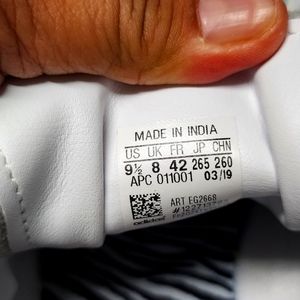 MADE IN INDIA
US UK FR JP CHN
9½ 8 42 265 260
APC 011001 03/19
ART EG2668
adidas